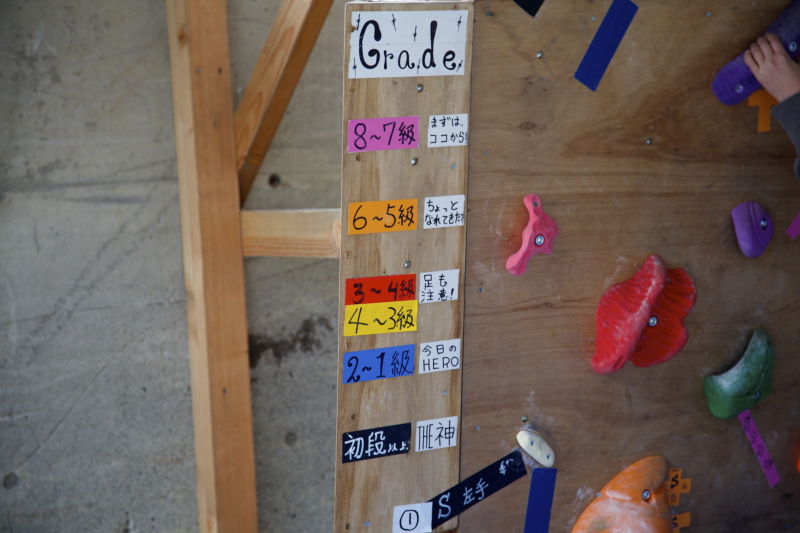 Grade
8～7級
まずは、
ココから!
6～5級
ちょっと
なれてきた?
3～4級
足も
注意!
4～3級
2～1級
今日の
HERO
初段以上
THE神
① S 左手
S